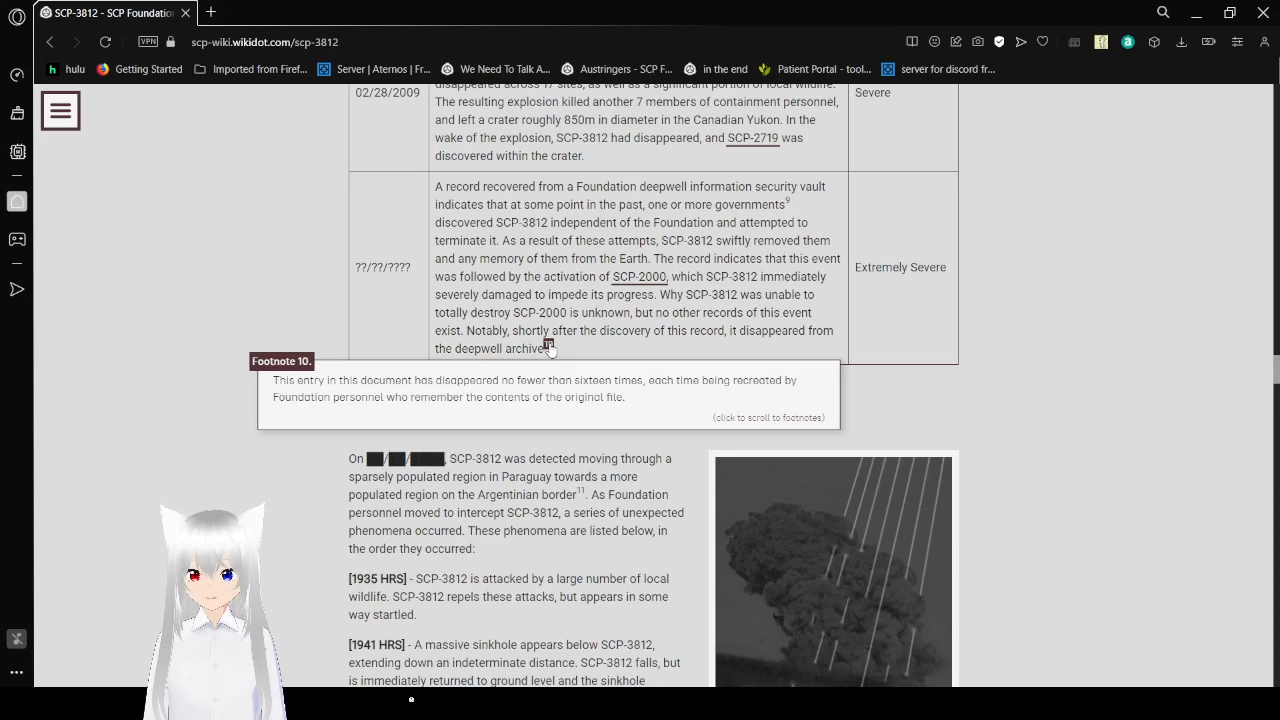 SCP-3812 - SCP Foundatio
VPN
scp-wiki.wikidot.com/scp-3812
hulu
Getting Started
Imported from Firef...
Server | Aternos | Fr...
We Need To Talk A...
Austringers - SCP F...
in the end
Patient Portal - tool...
server for discord fr...
disappeared across 17 sites, as well as a significant portion of local wildlife.
02/28/2009
The resulting explosion killed another 7 members of containment personnel,
Severe
and left a crater roughly 850m in diameter in the Canadian Yukon. In the
wake of the explosion, SCP-3812 had disappeared, and SCP-2719 was
discovered within the crater.
A record recovered from a Foundation deepwell information security vault
indicates that at some point in the past, one or more governments9
discovered SCP-3812 independent of the Foundation and attempted to
terminate it. As a result of these attempts, SCP-3812 swiftly removed them
and any memory of them from the Earth. The record indicates that this event
??/??/????
was followed by the activation of SCP-2000, which SCP-3812 immediately
Extremely Severe
severely damaged to impede its progress. Why SCP-3812 was unable to
totally destroy SCP-2000 is unknown, but no other records of this event
exist. Notably, shortly after the discovery of this record, it disappeared from
the deepwell archive
Footnote 10.
This entry in this document has disappeared no fewer than sixteen times, each time being recreated by
Foundation personnel who remember the contents of the original file.
(click to scroll to footnotes)
On ██/██/████, SCP-3812 was detected moving through a
sparsely populated region in Paraguay towards a more
populated region on the Argentinian border11. As Foundation
personnel moved to intercept SCP-3812, a series of unexpected
phenomena occurred. These phenomena are listed below, in
the order they occurred:
[1935 HRS] - SCP-3812 is attacked by a large number of local
wildlife. SCP-3812 repels these attacks, but appears in some
way startled.
[1941 HRS] - A massive sinkhole appears below SCP-3812,
extending down an indeterminate distance. SCP-3812 falls, but
is immediately returned to ground level and the sinkhole